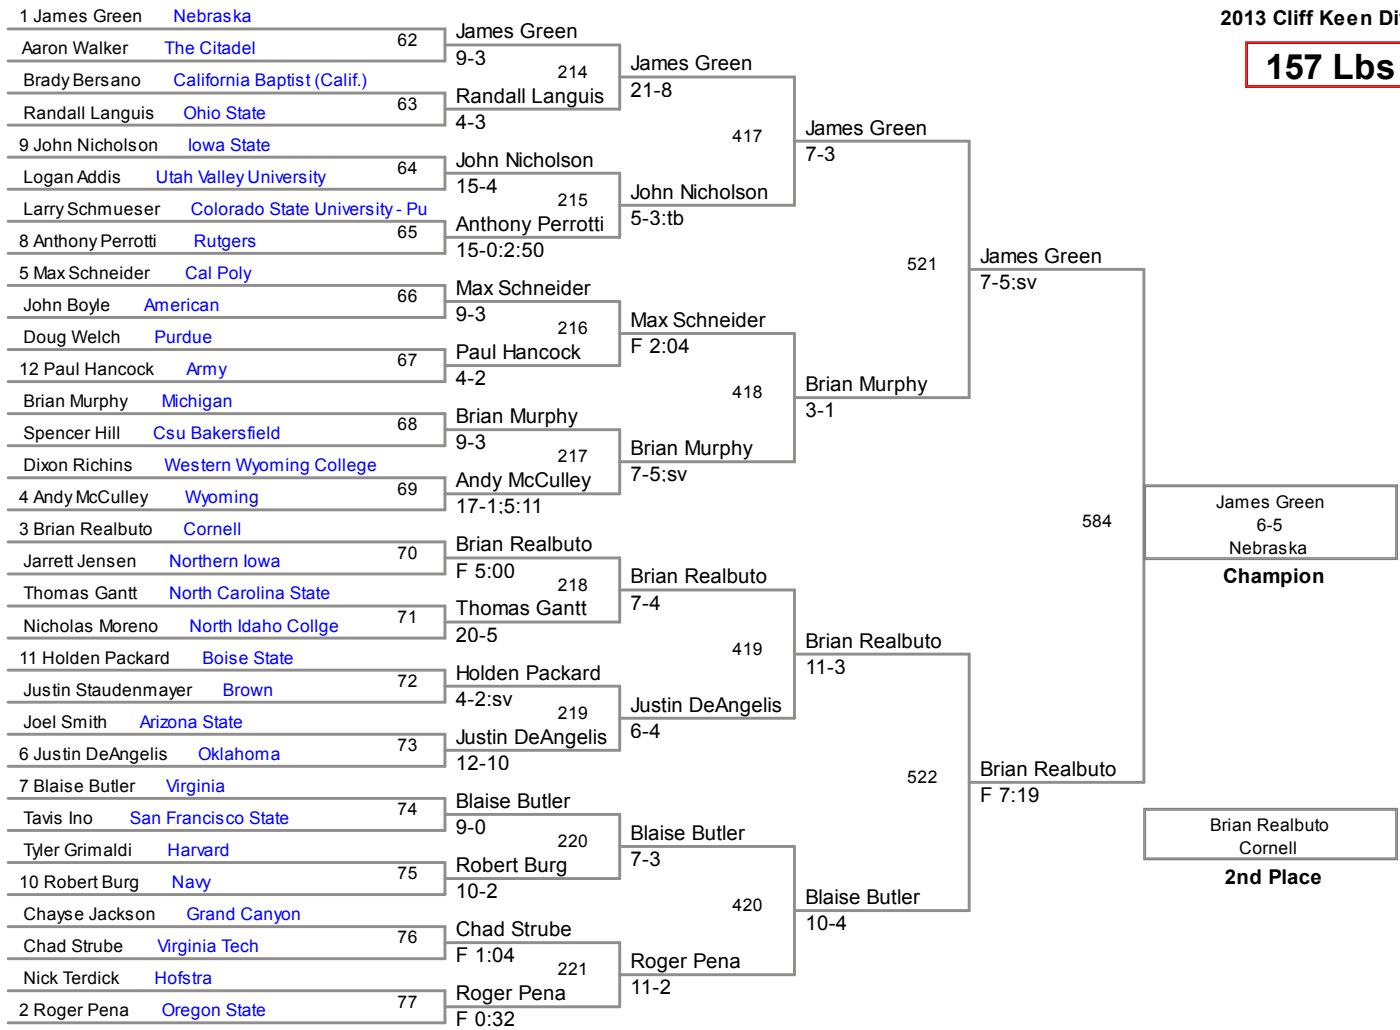 2013 Cliff Keen Di
157 Lbs
1 James Green Nebraska
Aaron Walker The Citadel
Brady Bersano California Baptist (Calif.)
Randall Languis Ohio State
9 John Nicholson Iowa State
Logan Addis Utah Valley University
Larry Schmueser Colorado State University - Pu
8 Anthony Perrotti Rutgers
5 Max Schneider Cal Poly
John Boyle American
Doug Welch Purdue
12 Paul Hancock Army
Brian Murphy Michigan
Spencer Hill Csu Bakersfield
Dixon Richins Western Wyoming College
4 Andy McCulley Wyoming
3 Brian Realbuto Cornell
Jarrett Jensen Northern Iowa
Thomas Gantt North Carolina State
Nicholas Moreno North Idaho Collge
11 Holden Packard Boise State
Justin Staudenmayer Brown
Joel Smith Arizona State
6 Justin DeAngelis Oklahoma
7 Blaise Butler Virginia
Tavis Ino San Francisco State
Tyler Grimaldi Harvard
10 Robert Burg Navy
Chayse Jackson Grand Canyon
Chad Strube Virginia Tech
Nick Terdick Hofstra
2 Roger Pena Oregon State
62
63
64
65
66
67
68
69
70
71
72
73
74
75
76
77
James Green
9-3
Randall Languis
4-3
John Nicholson
15-4
Anthony Perrotti
15-0:2:50
Max Schneider
9-3
Paul Hancock
4-2
Brian Murphy
9-3
Andy McCulley
17-1;5:11
Brian Realbuto
F 5:00
Thomas Gantt
20-5
Holden Packard
4-2:sv
Justin DeAngelis
12-10
Blaise Butler
9-0
Robert Burg
10-2
Chad Strube
F 1:04
Roger Pena
F 0:32
214
215
216
217
218
219
220
221
James Green
21-8
John Nicholson
5-3:tb
Max Schneider
F 2:04
Brian Murphy
7-5:sv
Brian Realbuto
7-4
Justin DeAngelis
6-4
Blaise Butler
7-3
Roger Pena
11-2
417
418
419
420
James Green
7-3
Brian Murphy
3-1
Brian Realbuto
11-3
Blaise Butler
10-4
521
522
James Green
7-5:sv
Brian Realbuto
F 7:19
584
James Green
6-5
Nebraska
Champion
Brian Realbuto
Cornell
2nd Place